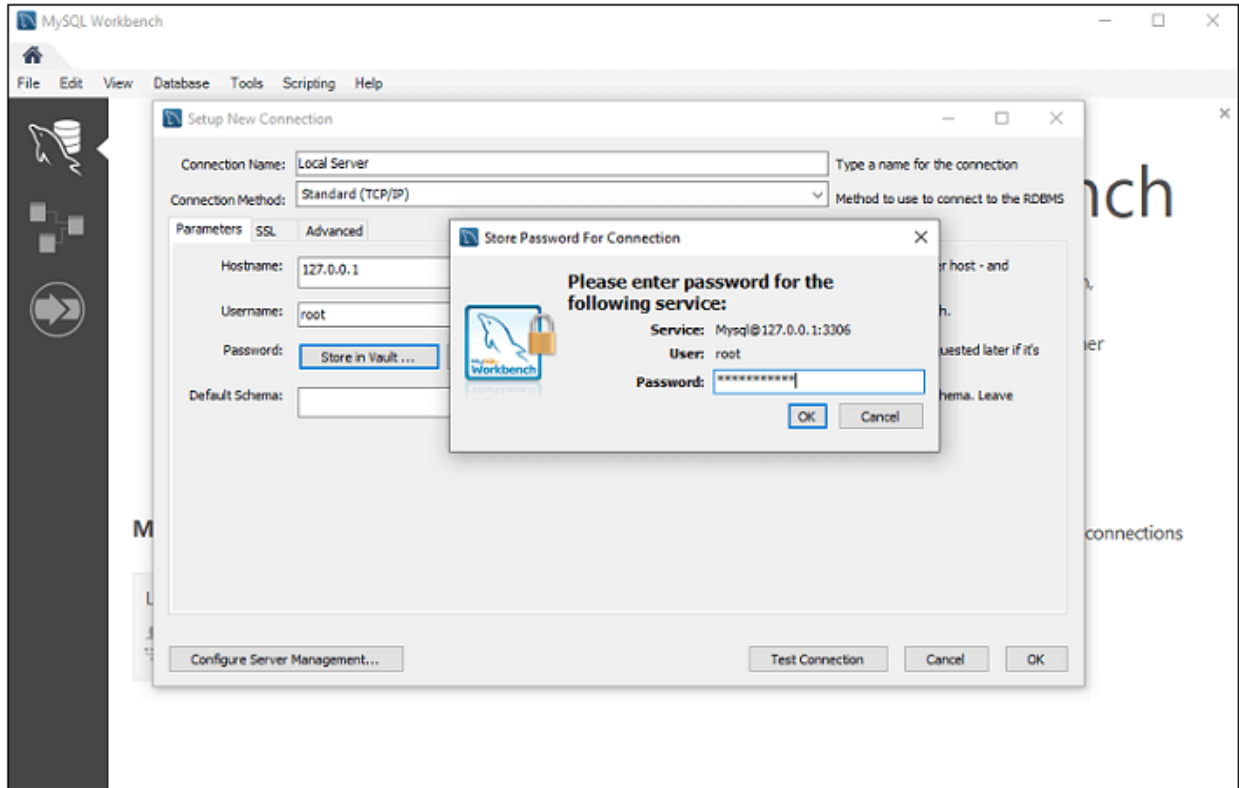 MySQL Workbench
File Edit View Database Tools Scripting Help
Setup New Connection
Connection Name: Local Server Type a name for the connection
Connection Method: Standard (TCP/IP) Method to use to connect to the RDBMS
Parameters SSL Advanced
Hostname: 127.0.0.1
host - and
Username: root
Password: Store in Vault ...
later if it's
Default Schema:
Leave
Store Password For Connection
Please enter password for the
following service:
Service: Mysql@127.0.0.1:3306
User: root
Password: ***********
OK Cancel
MySQL
Workbench
connections
Configure Server Management... Test Connection Cancel OK